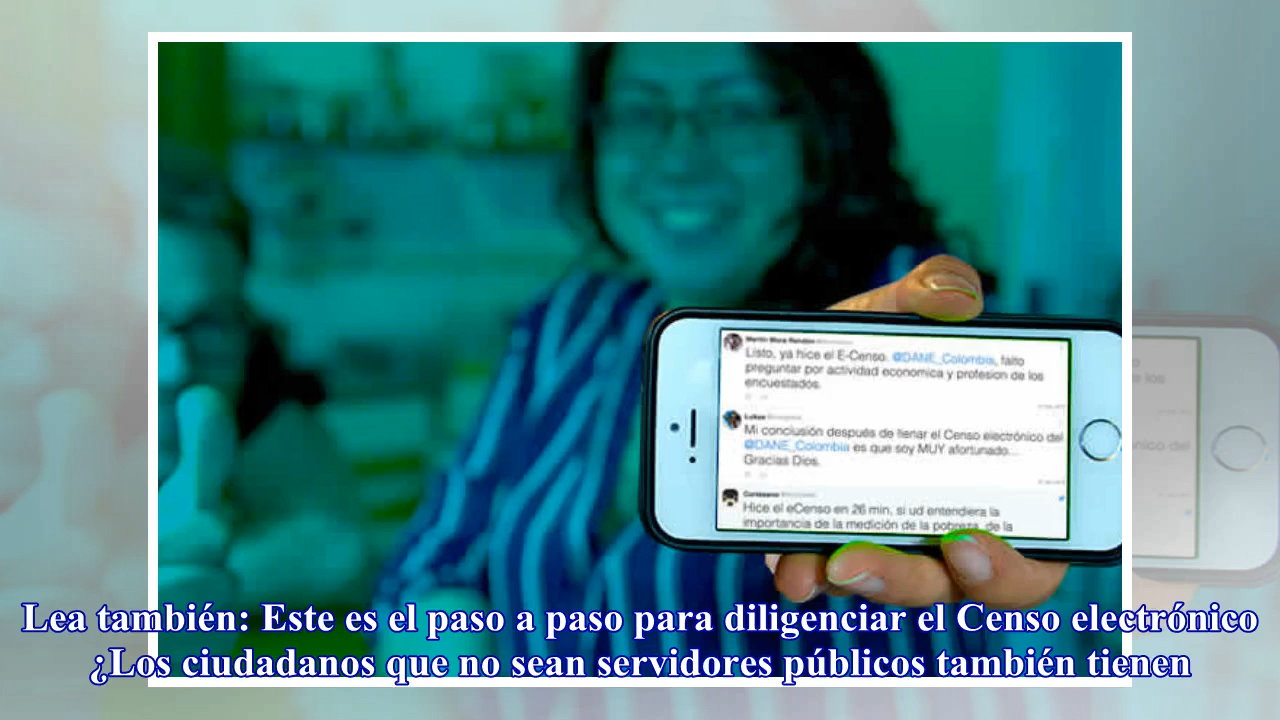 Listo, ya hice el E-Censo. @DANE_Colombia, falto
preguntar por actividad economica y profesion de los
encuestados.
Lukas
Mi conclusión después de llenar el Censo electrónico del
@DANE_Colombia es que soy MUY afortunado...
Gracias Dios.
Hice el eCenso en 26 min, si ud entendiera la
importancia de la medición de la pobreza, de la
Lea también: Este es el paso a paso para diligenciar el Censo electrónico
¿Los ciudadanos que no sean servidores públicos también tienen